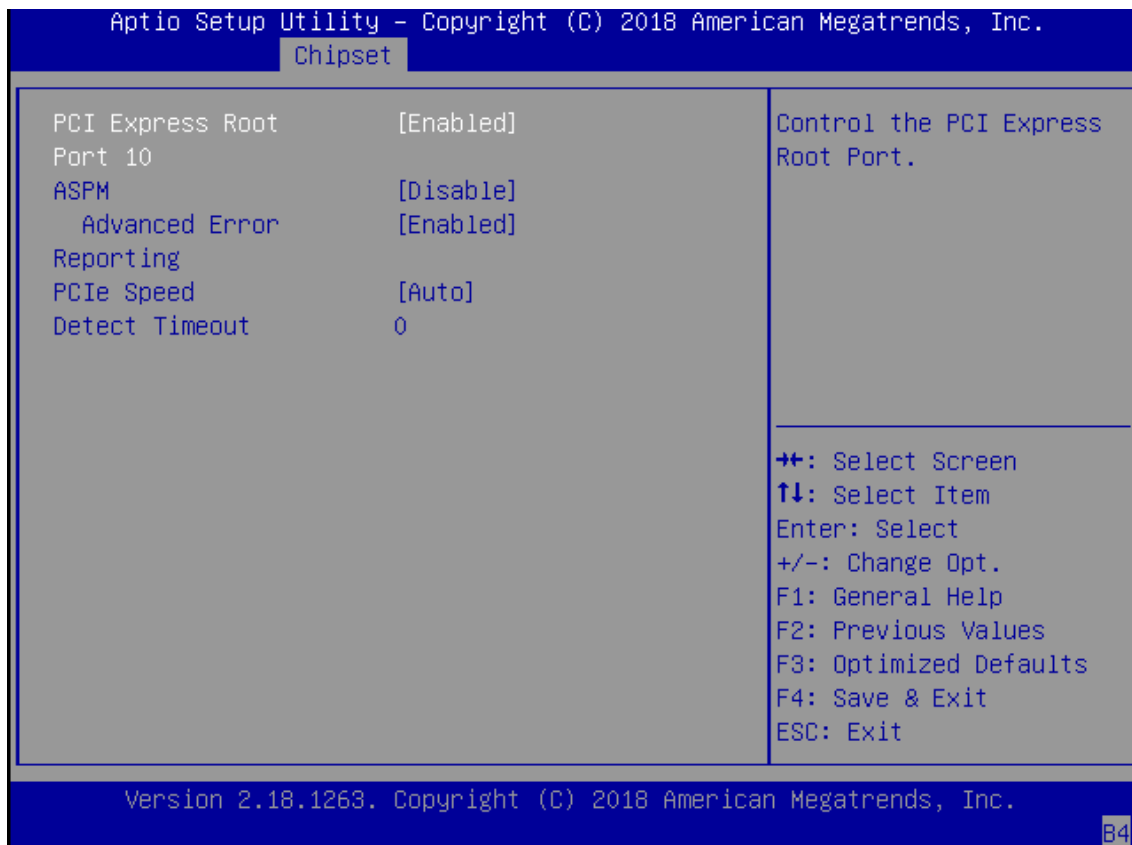 Aptio Setup Utility – Copyright (C) 2018 American Megatrends, Inc.
Chipset
PCI Express Root [Enabled]
Port 10
ASPM [Disable]
Advanced Error [Enabled]
Reporting
PCIe Speed [Auto]
Detect Timeout 0
Control the PCI Express
Root Port.
→←: Select Screen
↑↓: Select Item
Enter: Select
+/-: Change Opt.
F1: General Help
F2: Previous Values
F3: Optimized Defaults
F4: Save & Exit
ESC: Exit
Version 2.18.1263. Copyright (C) 2018 American Megatrends, Inc.
B4